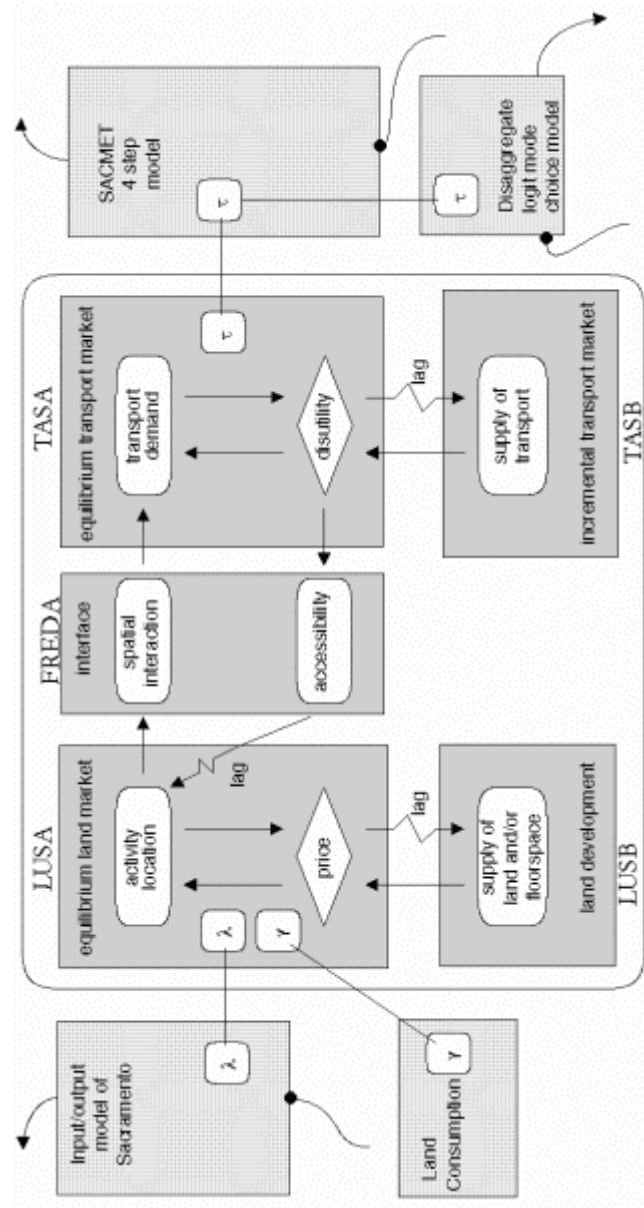 Input/output
model of
Sacramento
λ
Land
Consumption
γ
LUSA
equilibrium land market
activity
location
λ
γ
price
lag
lag
supply of
land and/or
floorspace
land development
LUSB
FREDA
interface
spatial
interaction
accessibility
TASA
equilibrium transport market
transport
demand
τ
disutility
lag
supply of
transport
incremental transport market
TASB
SACMET
4 step
model
τ
τ
Disaggregate
logit mode
choice model